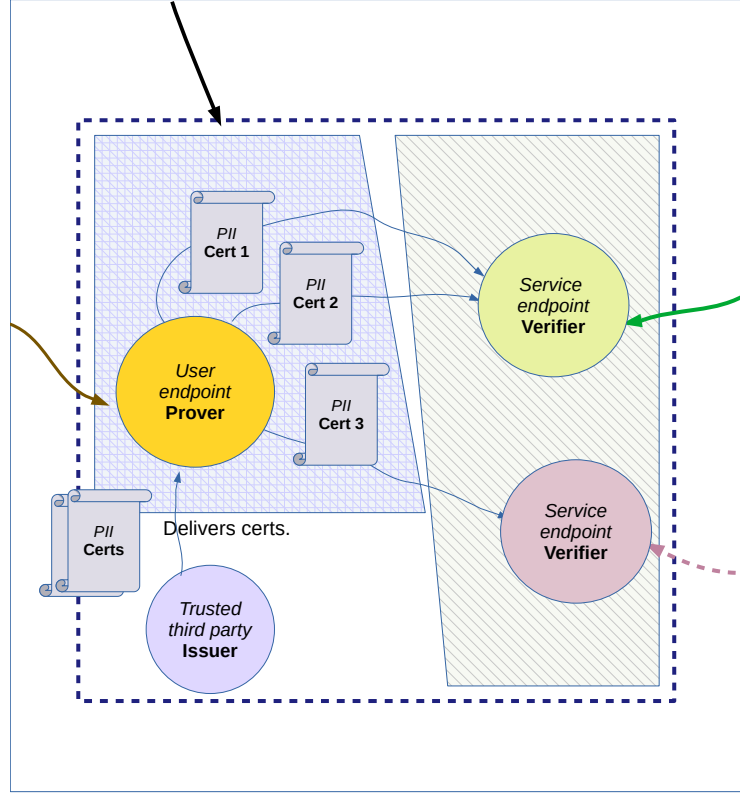 PII
Cert 1
PII
Cert 2
Service
endpoint
Verifier
User
endpoint
Prover
PII
Cert 3
PII
Certs
Delivers certs.
Service
endpoint
Verifier
Trusted
third party
Issuer